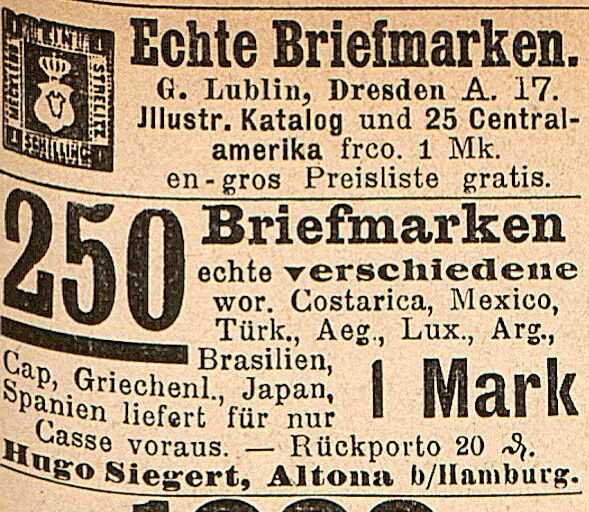 STRELITZ
SCHILLING
Echte Briefmarken.
G. Lublin, Dresden A. 17.
Jllustr. Katalog und 25 Central-
amerika frco. 1 Mk.
en-gros Preisliste gratis.
250 Briefmarken
echte verschiedene
wor. Costarica, Mexico,
Türk., Aeg., Lux., Arg.,
Brasilien,
Cap, Griechenl., Japan,
Spanien liefert für nur 1 Mark
Casse voraus. — Rückporto 20 ₰.
Hugo Siegert, Altona b/Hamburg.